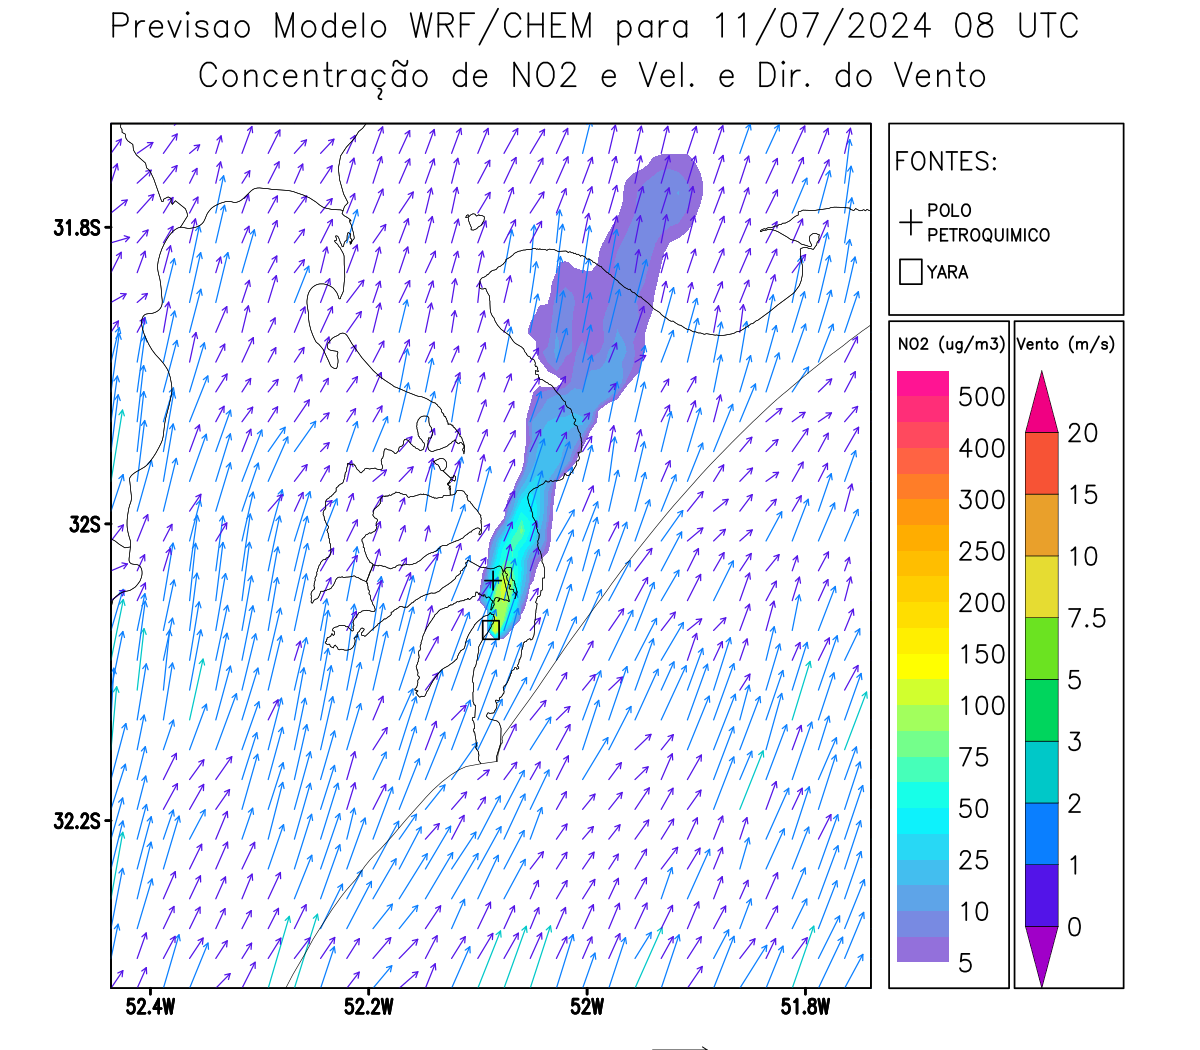 Previsao Modelo WRF/CHEM para 11/07/2024 08 UTC
Concentração de NO2 e Vel. e Dir. do Vento
FONTES:
POLO
PETROQUIMICO
YARA
31.8S
32S
32.2S
52.4W
52.2W
52W
51.8W
NO2 (ug/m3)
500
400
300
250
200
150
100
75
50
25
10
5
Vento (m/s)
20
15
10
7.5
5
3
2
1
0